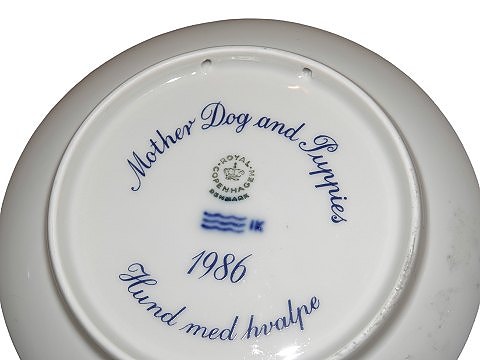 Mother Dog and Puppies
ROYAL
COPENHAGEN
DENMARK
IK
1986
Hund med hvalpe